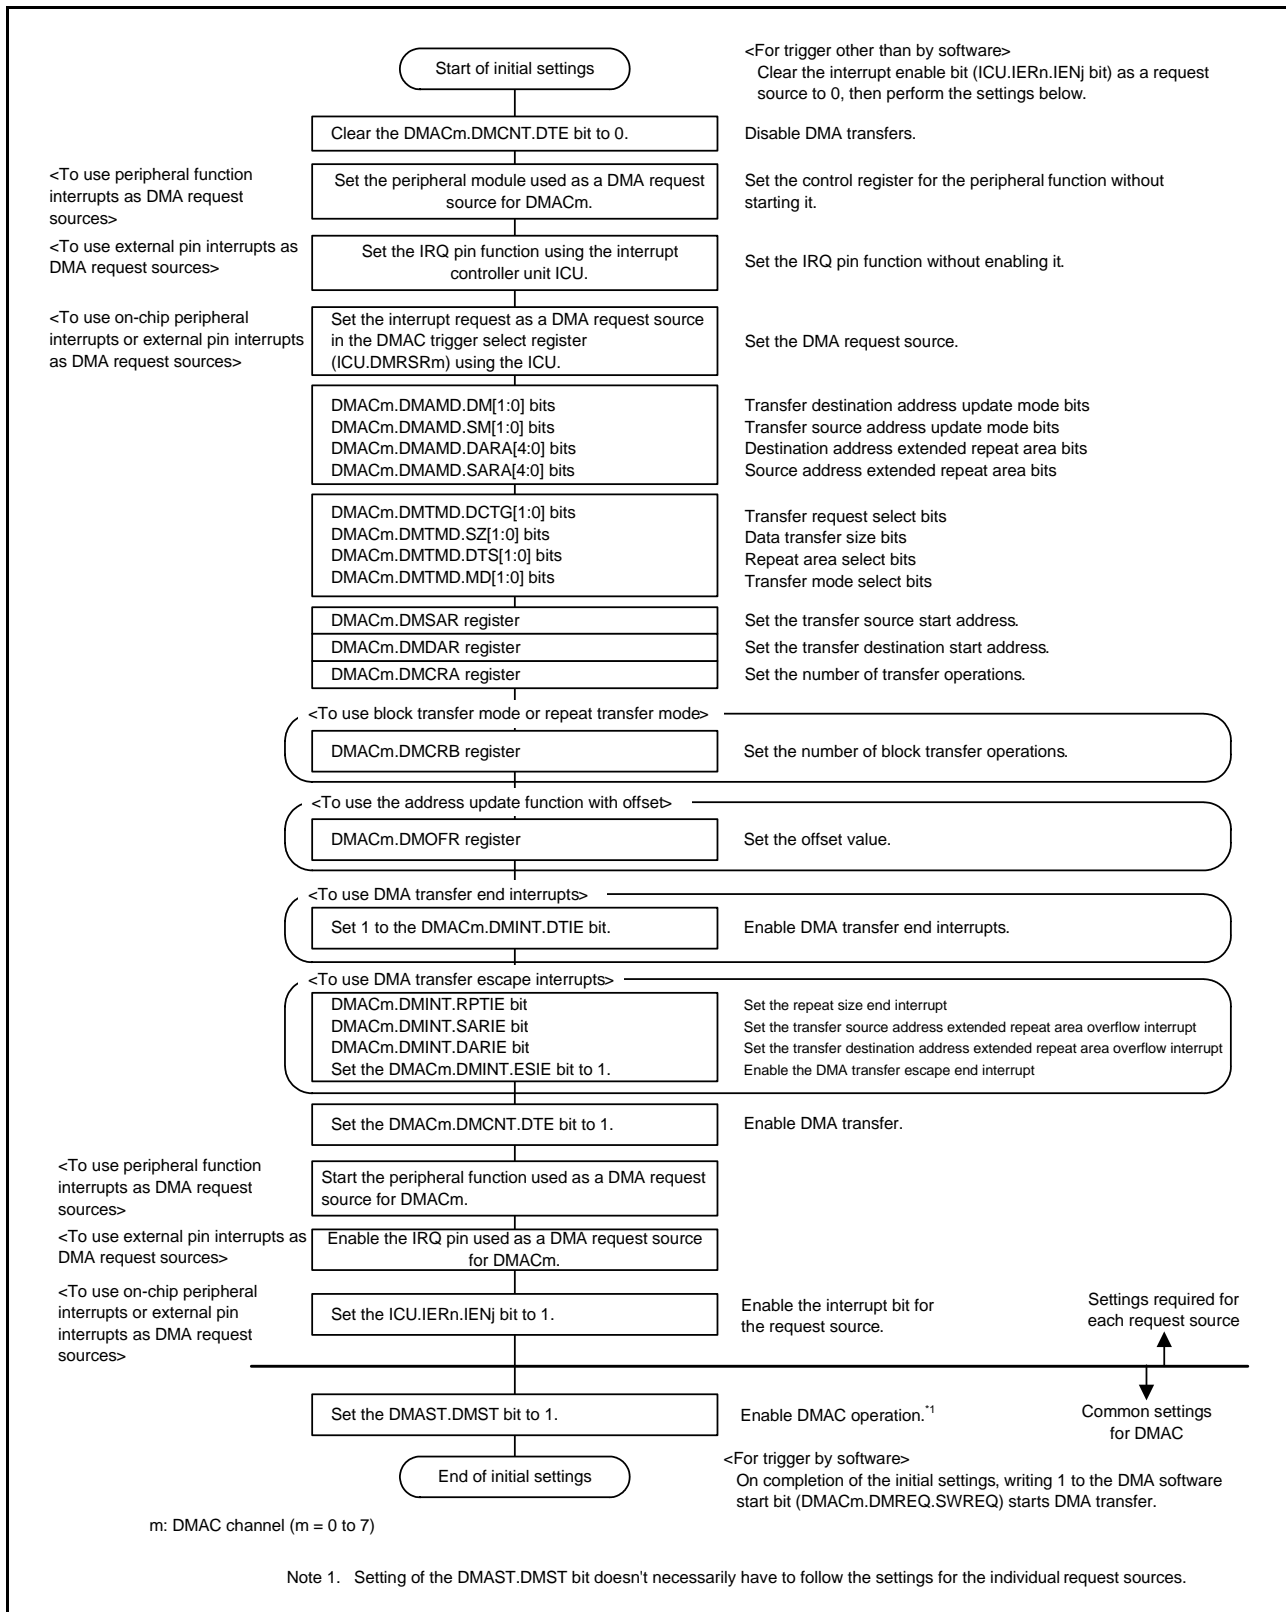 Start of initial settings
<For trigger other than by software>
Clear the interrupt enable bit (ICU.IERn.IENj bit) as a request
source to 0, then perform the settings below.
Clear the DMACm.DMCNT.DTE bit to 0.
Disable DMA transfers.
<To use peripheral function
interrupts as DMA request
sources>
Set the peripheral module used as a DMA request
source for DMACm.
Set the control register for the peripheral function without
starting it.
<To use external pin interrupts as
DMA request sources>
Set the IRQ pin function using the interrupt
controller unit ICU.
Set the IRQ pin function without enabling it.
<To use on-chip peripheral
interrupts or external pin interrupts
as DMA request sources>
Set the interrupt request as a DMA request source
in the DMAC trigger select register
(ICU.DMRSRm) using the ICU.
Set the DMA request source.
DMACm.DMAMD.DM[1:0] bits
Transfer destination address update mode bits
DMACm.DMAMD.SM[1:0] bits
Transfer source address update mode bits
DMACm.DMAMD.DARA[4:0] bits
Destination address extended repeat area bits
DMACm.DMAMD.SARA[4:0] bits
Source address extended repeat area bits
DMACm.DMTMD.DCTG[1:0] bits
Transfer request select bits
DMACm.DMTMD.SZ[1:0] bits
Data transfer size bits
DMACm.DMTMD.DTS[1:0] bits
Repeat area select bits
DMACm.DMTMD.MD[1:0] bits
Transfer mode select bits
DMACm.DMSAR register
Set the transfer source start address.
DMACm.DMDAR register
Set the transfer destination start address.
DMACm.DMCRA register
Set the number of transfer operations.
<To use block transfer mode or repeat transfer mode>
DMACm.DMCRB register
Set the number of block transfer operations.
<To use the address update function with offset>
DMACm.DMOFR register
Set the offset value.
<To use DMA transfer end interrupts>
Set 1 to the DMACm.DMINT.DTIE bit.
Enable DMA transfer end interrupts.
<To use DMA transfer escape interrupts>
DMACm.DMINT.RPTIE bit
Set the repeat size end interrupt
DMACm.DMINT.SARIE bit
Set the transfer source address extended repeat area overflow interrupt
DMACm.DMINT.DARIE bit
Set the transfer destination address extended repeat area overflow interrupt
Set the DMACm.DMINT.ESIE bit to 1.
Enable the DMA transfer escape end interrupt
Set the DMACm.DMCNT.DTE bit to 1.
Enable DMA transfer.
<To use peripheral function
interrupts as DMA request
sources>
Start the peripheral function used as a DMA request
source for DMACm.
<To use external pin interrupts as
DMA request sources>
Enable the IRQ pin used as a DMA request source
for DMACm.
<To use on-chip peripheral
interrupts or external pin
interrupts as DMA request
sources>
Set the ICU.IERn.IENj bit to 1.
Enable the interrupt bit for
the request source.
Settings required for
each request source
Set the DMAST.DMST bit to 1.
Enable DMAC operation.*1
Common settings
for DMAC
End of initial settings
<For trigger by software>
On completion of the initial settings, writing 1 to the DMA software
start bit (DMACm.DMREQ.SWREQ) starts DMA transfer.
m: DMAC channel (m = 0 to 7)
Note 1. Setting of the DMAST.DMST bit doesn't necessarily have to follow the settings for the individual request sources.